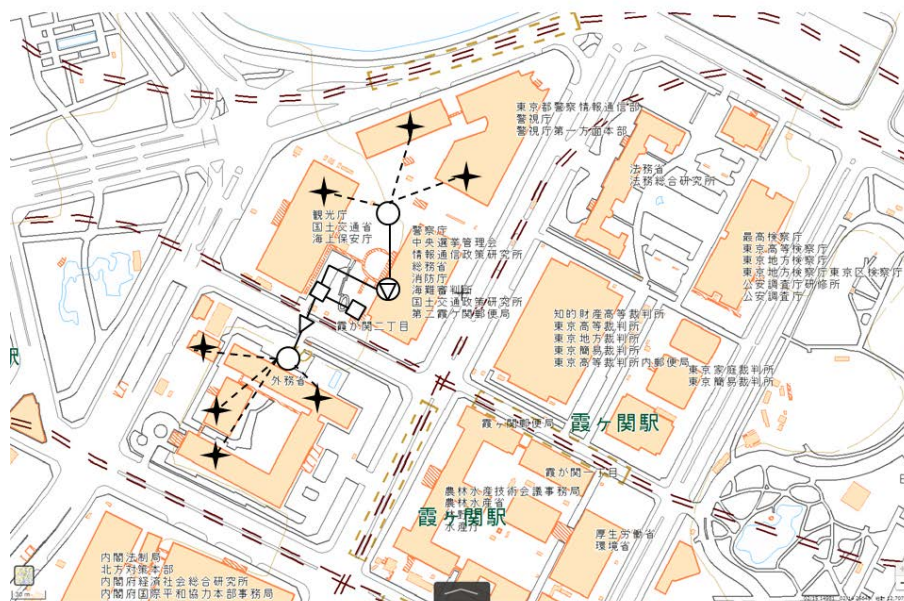 東京都警察情報通信部
警視庁
警視庁第一方面本部
法務省
法務総合研究所
観光庁
国土交通省
海上保安庁
警察庁
中央選挙管理会
情報通信政策研究所
総務省
消防庁
海難審判所
国土交通政策研究所
第二霞ケ関郵便局
最高検察庁
東京高等検察庁
東京地方検察庁
東京地方検察庁東京区検察庁
公安調査庁研修所
公安調査庁
霞が関二丁目
知的財産高等裁判所
東京高等裁判所
東京地方裁判所
東京簡易裁判所
東京高等裁判所内郵便局
駅
外務省
東京家庭裁判所
東京簡易裁判所
霞ケ関郵便局
霞ヶ関駅
霞が関一丁目
農林水産技術会議事務局
農林水産省
水産庁
霞ヶ関駅
厚生労働省
環境省
内閣法制局
北方対策本部
内閣府経済社会総合研究所
内閣府国際平和協力本部事務局